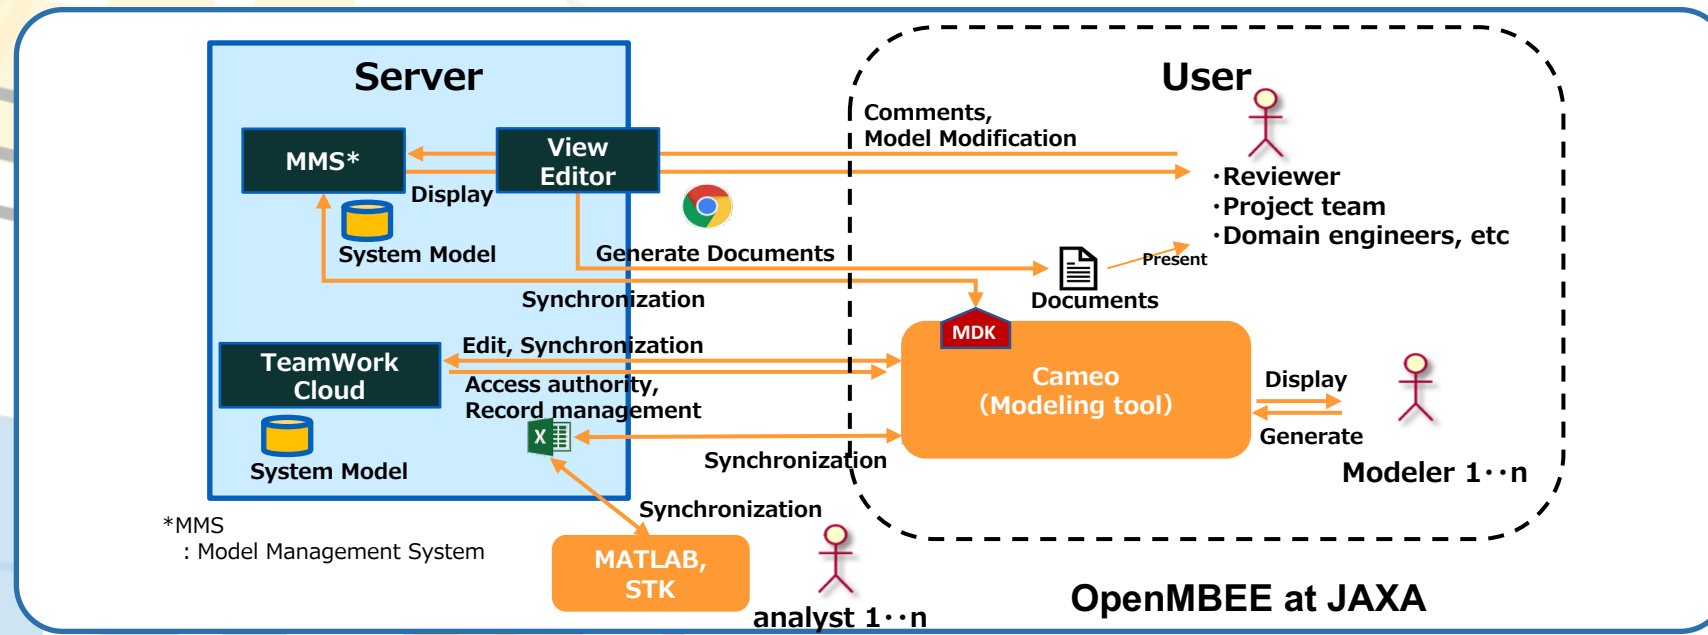 Server
User
Comments,
Model Modification
MMS*
View
Editor
Display
・Reviewer
・Project team
・Domain engineers, etc
System Model
Generate Documents
Present
Documents
Synchronization
MDK
TeamWork
Cloud
Edit, Synchronization
Access authority,
Record management
Cameo
（Modeling tool）
Display
Generate
X
System Model
Synchronization
Modeler 1・・n
Synchronization
*MMS
: Model Management System
MATLAB,
STK
analyst 1・・n
OpenMBEE at JAXA